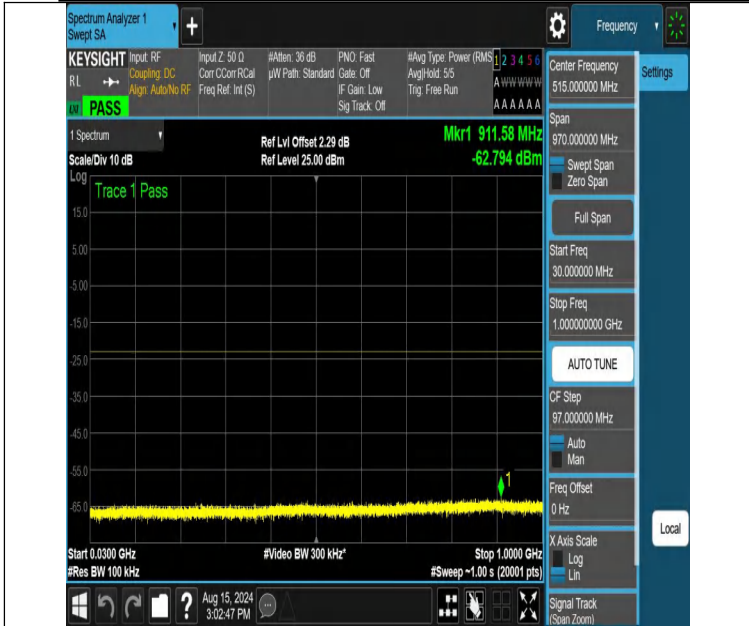 Spectrum Analyzer 1
Swept SA
+
Frequency
KEYSIGHT
RL
LXI
PASS
Input: RF
Coupling: DC
Align: Auto/No RF
Input Z: 50 Ω
Corr CCorr RCal
Freq Ref: Int (S)
#Atten: 36 dB
µW Path: Standard
PNO: Fast
Gate: Off
IF Gain: Low
Sig Track: Off
#Avg Type: Power (RMS
Avg|Hold: 5/5
Trig: Free Run
1 2 3 4 5 6
A W W W W W
A A A A A A
1 Spectrum
Scale/Div 10 dB
Ref Lvl Offset 2.29 dB
Ref Level 25.00 dBm
Mkr1 911.58 MHz
-62.794 dBm
Log
Trace 1 Pass
15.0
5.00
-5.00
-15.0
-25.0
-35.0
-45.0
-55.0
-65.0
1
Start 0.0300 GHz
#Video BW 300 kHz*
Stop 1.0000 GHz
#Res BW 100 kHz
#Sweep ~1.00 s (20001 pts)
?
Aug 15, 2024
3:02:47 PM
Center Frequency
515.000000 MHz
Settings
Span
970.000000 MHz
Swept Span
Zero Span
Full Span
Start Freq
30.000000 MHz
Stop Freq
1.000000000 GHz
AUTO TUNE
CF Step
97.000000 MHz
Auto
Man
Freq Offset
0 Hz
X Axis Scale
Log
Lin
Local
Signal Track
(Span Zoom)